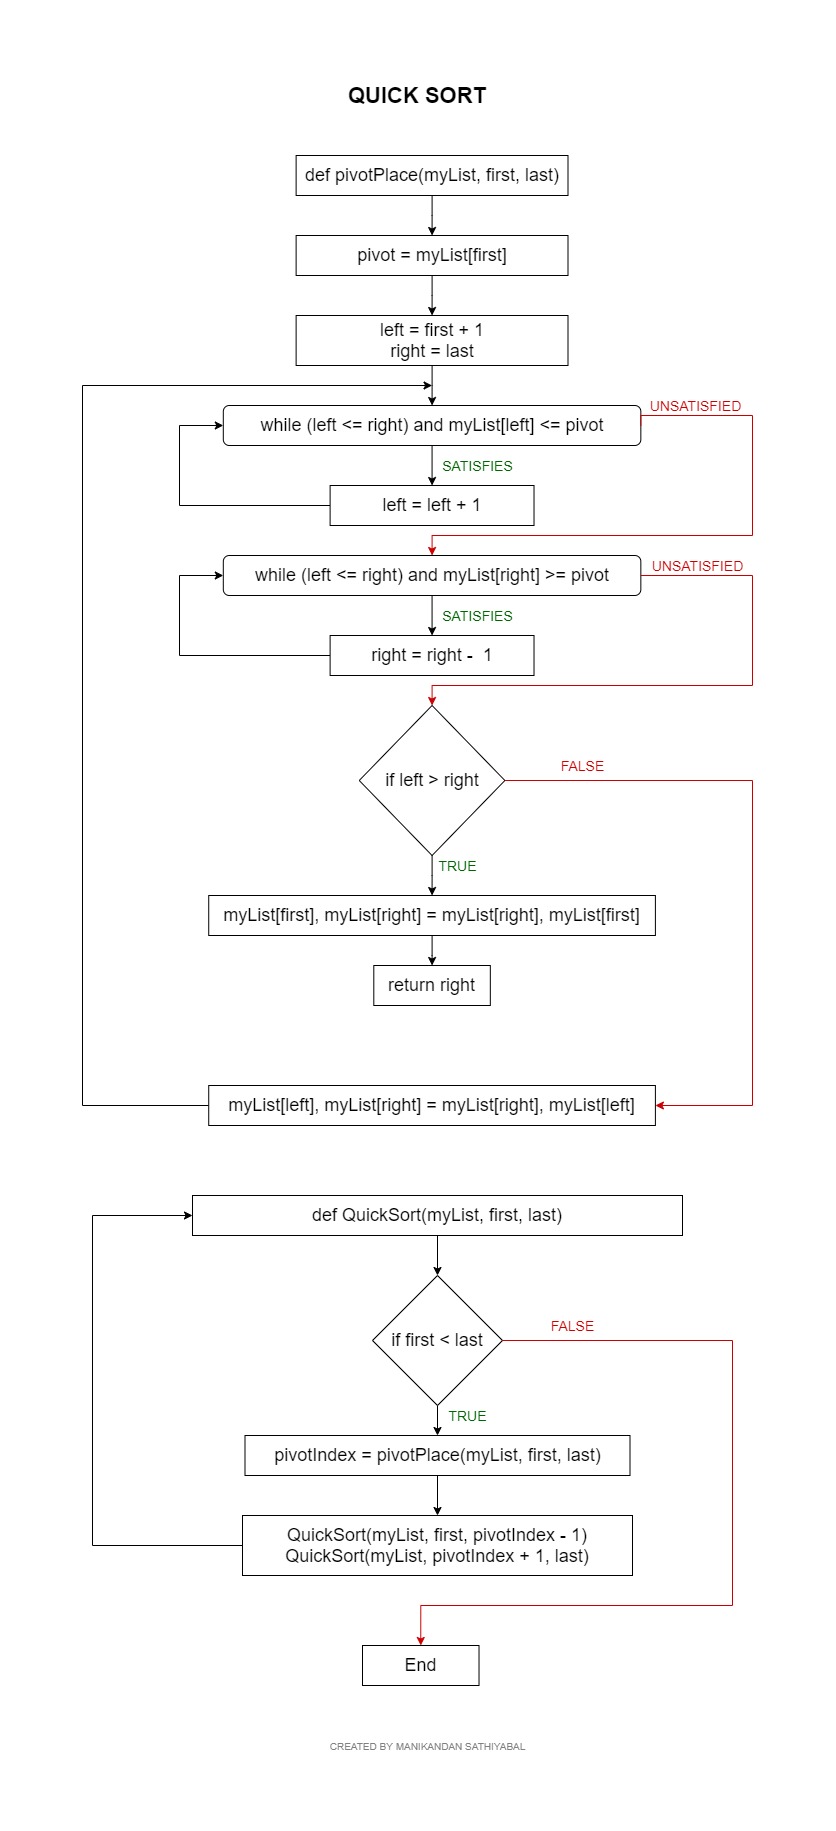 QUICK SORT
def pivotPlace(myList, first, last)
pivot = myList[first]
left = first + 1
right = last
while (left <= right) and myList[left] <= pivot
UNSATISFIED
SATISFIES
left = left + 1
while (left <= right) and myList[right] >= pivot
UNSATISFIED
SATISFIES
right = right -  1
if left > right
FALSE
TRUE
myList[first], myList[right] = myList[right], myList[first]
return right
myList[left], myList[right] = myList[right], myList[left]
def QuickSort(myList, first, last)
if first < last
FALSE
TRUE
pivotIndex = pivotPlace(myList, first, last)
QuickSort(myList, first, pivotIndex - 1)
QuickSort(myList, pivotIndex + 1, last)
End
CREATED BY MANIKANDAN SATHIYABAL